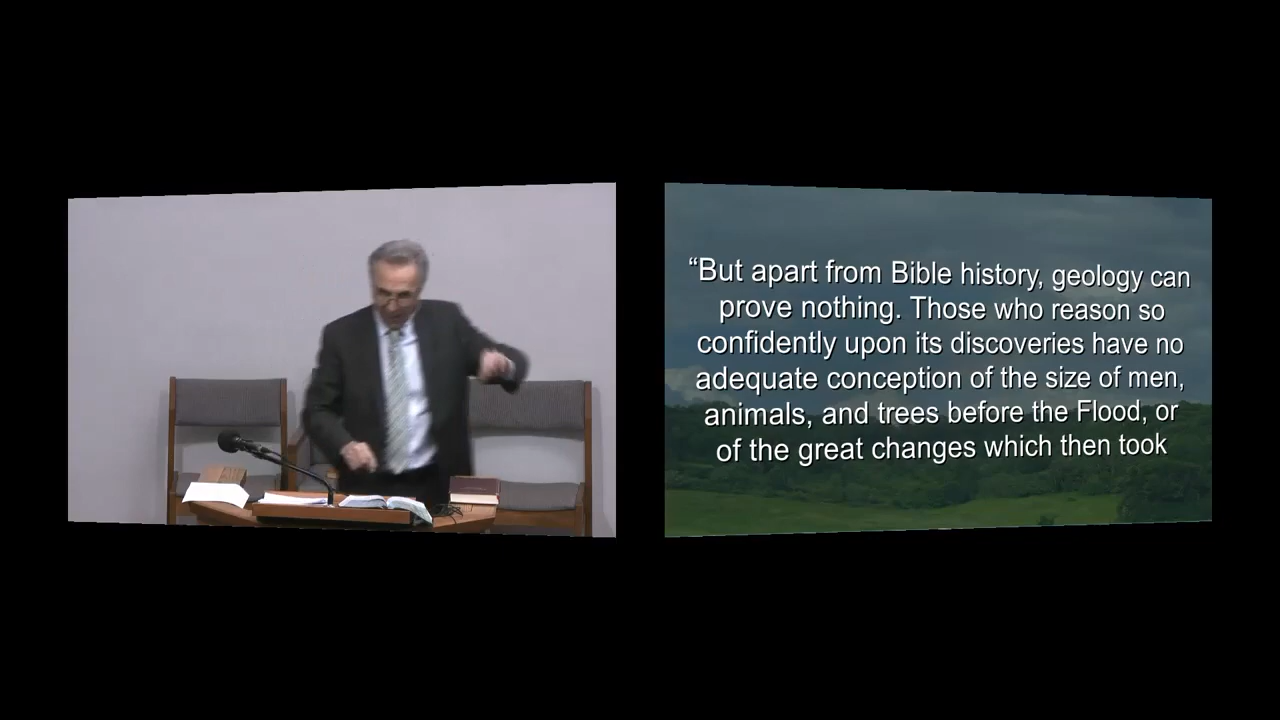 “But apart from Bible history, geology can
prove nothing. Those who reason so
confidently upon its discoveries have no
adequate conception of the size of men,
animals, and trees before the Flood, or
of the great changes which then took